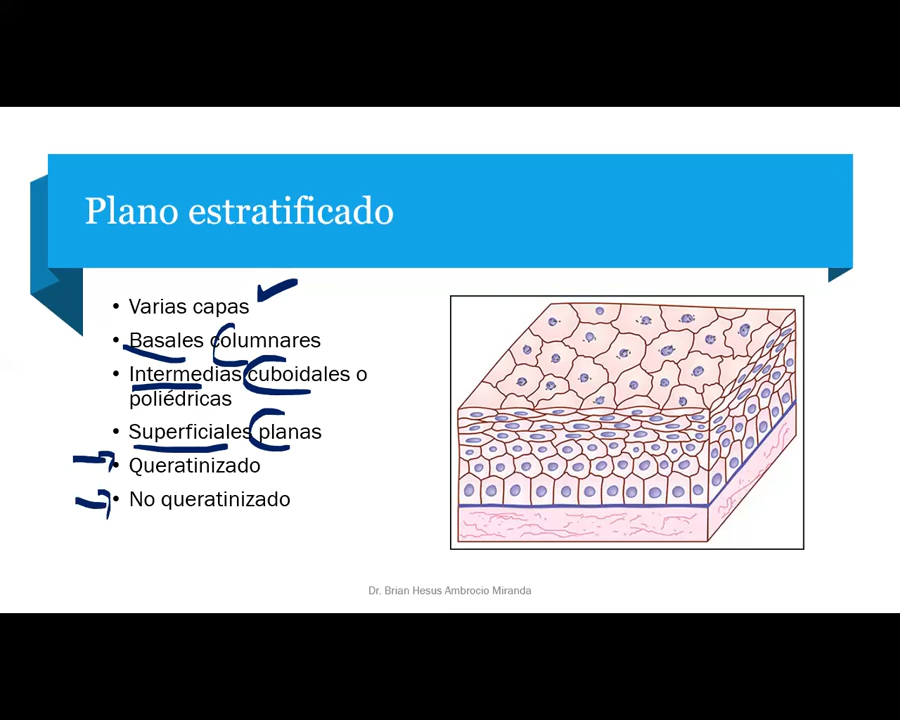 Plano estratificado
• Varias capas
• Basales columnares
• Intermedias cuboidales o
poliédricas
• Superficiales planas
• Queratinizado
• No queratinizado
Dr. Brian Hesus Ambrocio Miranda